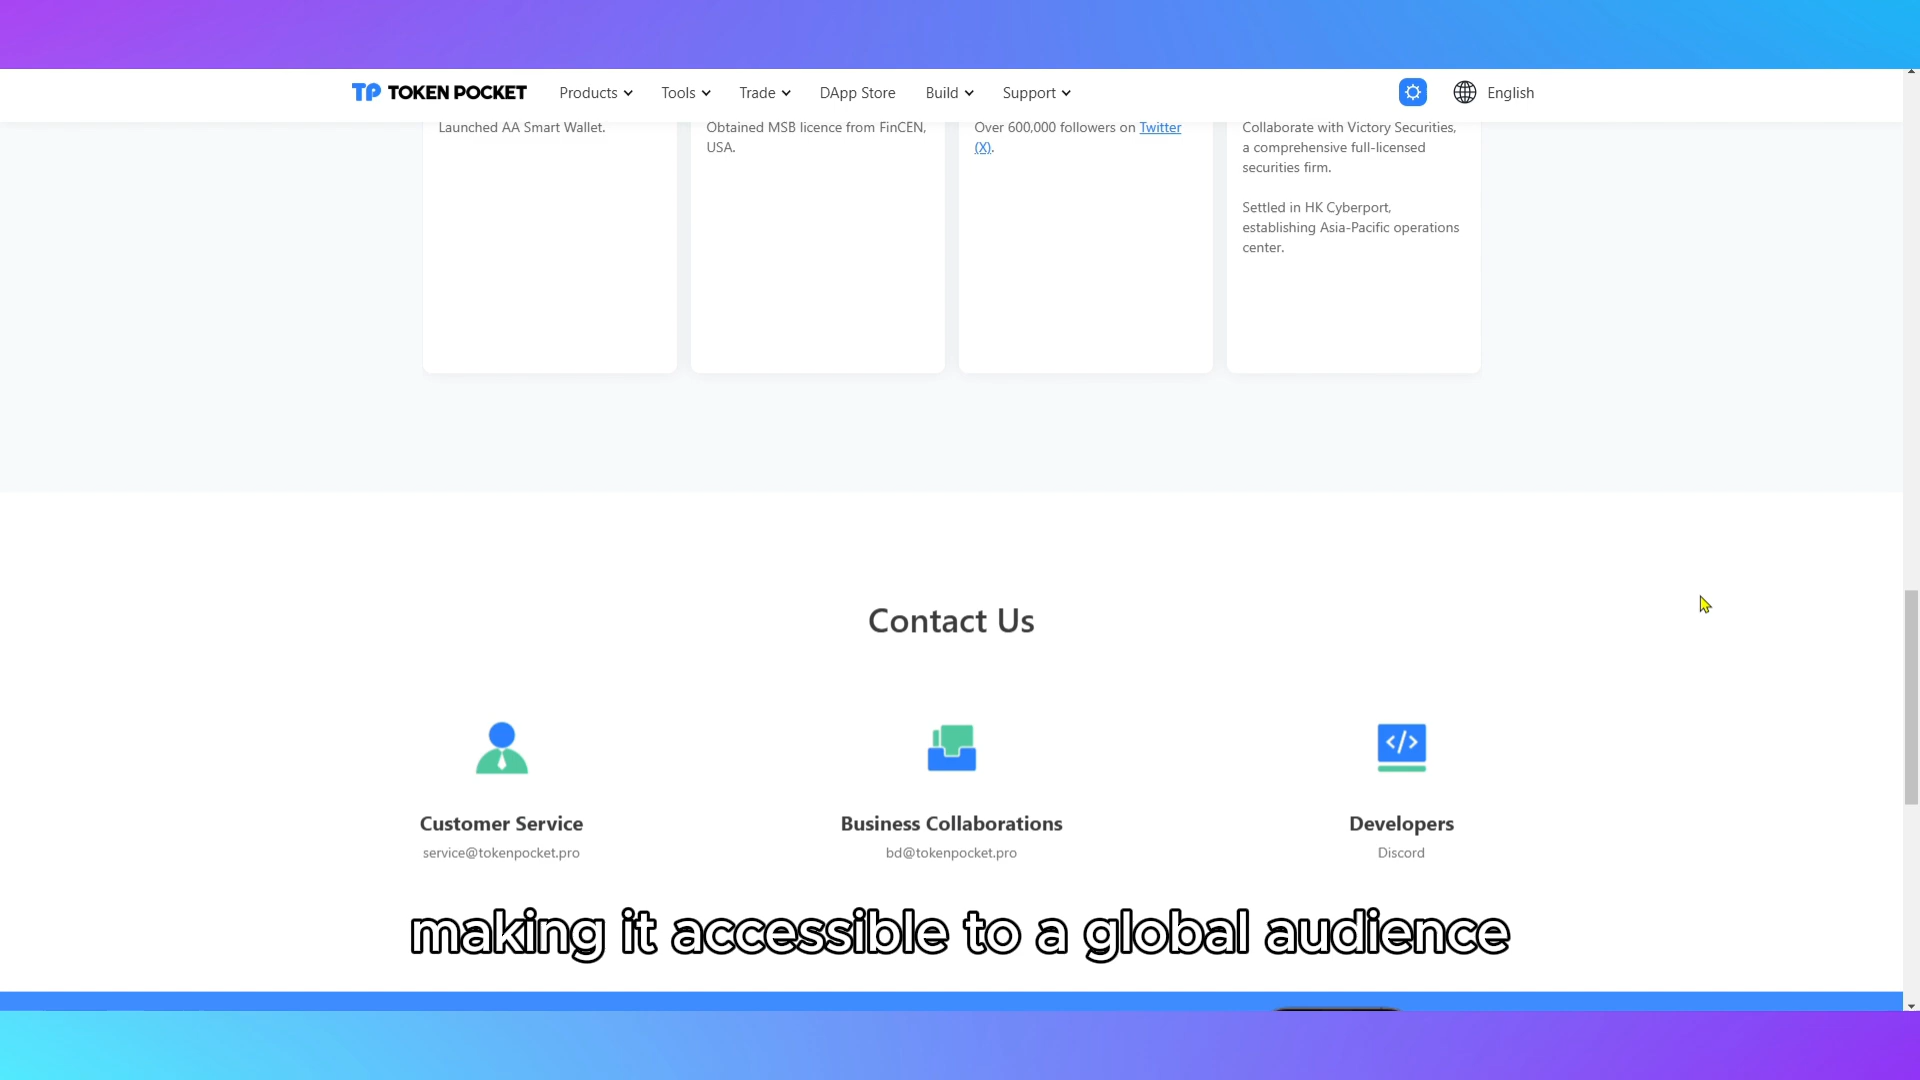 TP TOKEN POCKET
Products
Tools
Trade
DApp Store
Build
Support
English
Launched AA Smart Wallet.
Obtained MSB licence from FinCEN,
USA.
Over 600,000 followers on Twitter
(X).
Collaborate with Victory Securities,
a comprehensive full-licensed
securities firm.
Settled in HK Cyberport,
establishing Asia-Pacific operations
center.
Contact Us
</>
Customer Service
service@tokenpocket.pro
Business Collaborations
bd@tokenpocket.pro
Developers
Discord
making it accessible to a global audience